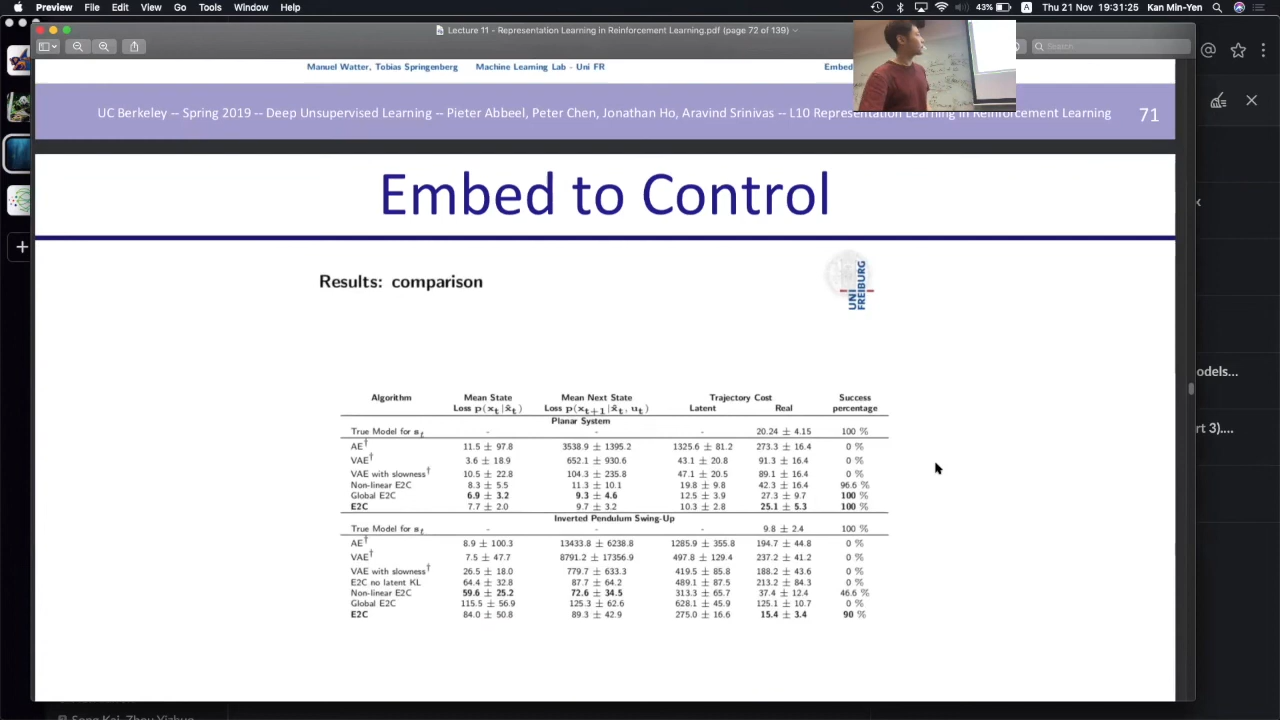 Preview File Edit View Go Tools Window Help 43% Kan Min-Yen Thu 21 Nov 19:31:25
Lecture 11 - Representation Learning in Reinforcement Learning.pdf (page 72 of 139)
Search
Manuel Watter, Tobias Springenberg Machine Learning Lab - Uni FR Embed
UC Berkeley -- Spring 2019 -- Deep Unsupervised Learning -- Pieter Abbeel, Peter Chen, Jonathan Ho, Aravind Srinivas -- L10 Representation Learning in Reinforcement Learning 71
Embed to Control
Results: comparison
UNI
FREIBURG
Algorithm Mean State Mean Next State Trajectory Cost Success
Loss p(x_t|x̂_t) Loss p(x_{t+1}|x̂_t, u_t) Latent Real percentage
Planar System
True Model for s_t - - - 20.24 ± 4.15 100 %
AE† 11.5 ± 97.8 3538.9 ± 1395.2 1325.6 ± 81.2 273.3 ± 16.4 0 %
VAE† 3.6 ± 18.9 652.1 ± 930.6 43.1 ± 20.8 91.3 ± 16.4 0 %
VAE with slowness† 10.5 ± 22.8 104.3 ± 235.8 47.1 ± 20.5 89.1 ± 16.4 0 %
Non-linear E2C 8.3 ± 5.5 11.3 ± 10.1 19.8 ± 9.8 42.3 ± 16.4 96.6 %
Global E2C 6.9 ± 3.2 9.3 ± 4.6 12.5 ± 3.9 27.3 ± 9.7 100 %
E2C 7.7 ± 2.0 9.7 ± 3.2 10.3 ± 2.8 25.1 ± 5.3 100 %
Inverted Pendulum Swing-Up
True Model for s_t - - - 9.8 ± 2.4 100 %
AE† 8.9 ± 100.3 13433.8 ± 6238.8 1285.9 ± 355.8 194.7 ± 44.8 0 %
VAE† 7.5 ± 47.7 8791.2 ± 17356.9 497.8 ± 129.4 237.2 ± 41.2 0 %
VAE with slowness† 26.5 ± 18.0 779.7 ± 633.3 419.5 ± 85.8 188.2 ± 43.6 0 %
E2C no latent KL 64.4 ± 32.8 87.7 ± 64.2 489.1 ± 87.5 213.2 ± 84.3 0 %
Non-linear E2C 59.6 ± 25.2 72.6 ± 34.5 313.3 ± 65.7 37.4 ± 12.4 46.6 %
Global E2C 115.5 ± 56.9 125.3 ± 62.6 628.1 ± 45.9 125.1 ± 10.7 0 %
E2C 84.0 ± 50.8 89.3 ± 42.9 275.0 ± 16.6 15.4 ± 3.4 90 %
odels...
rt 3)....